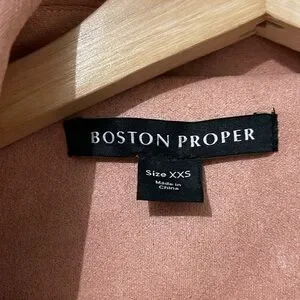 BOSTON PROPER
Size XXS
Made in
China